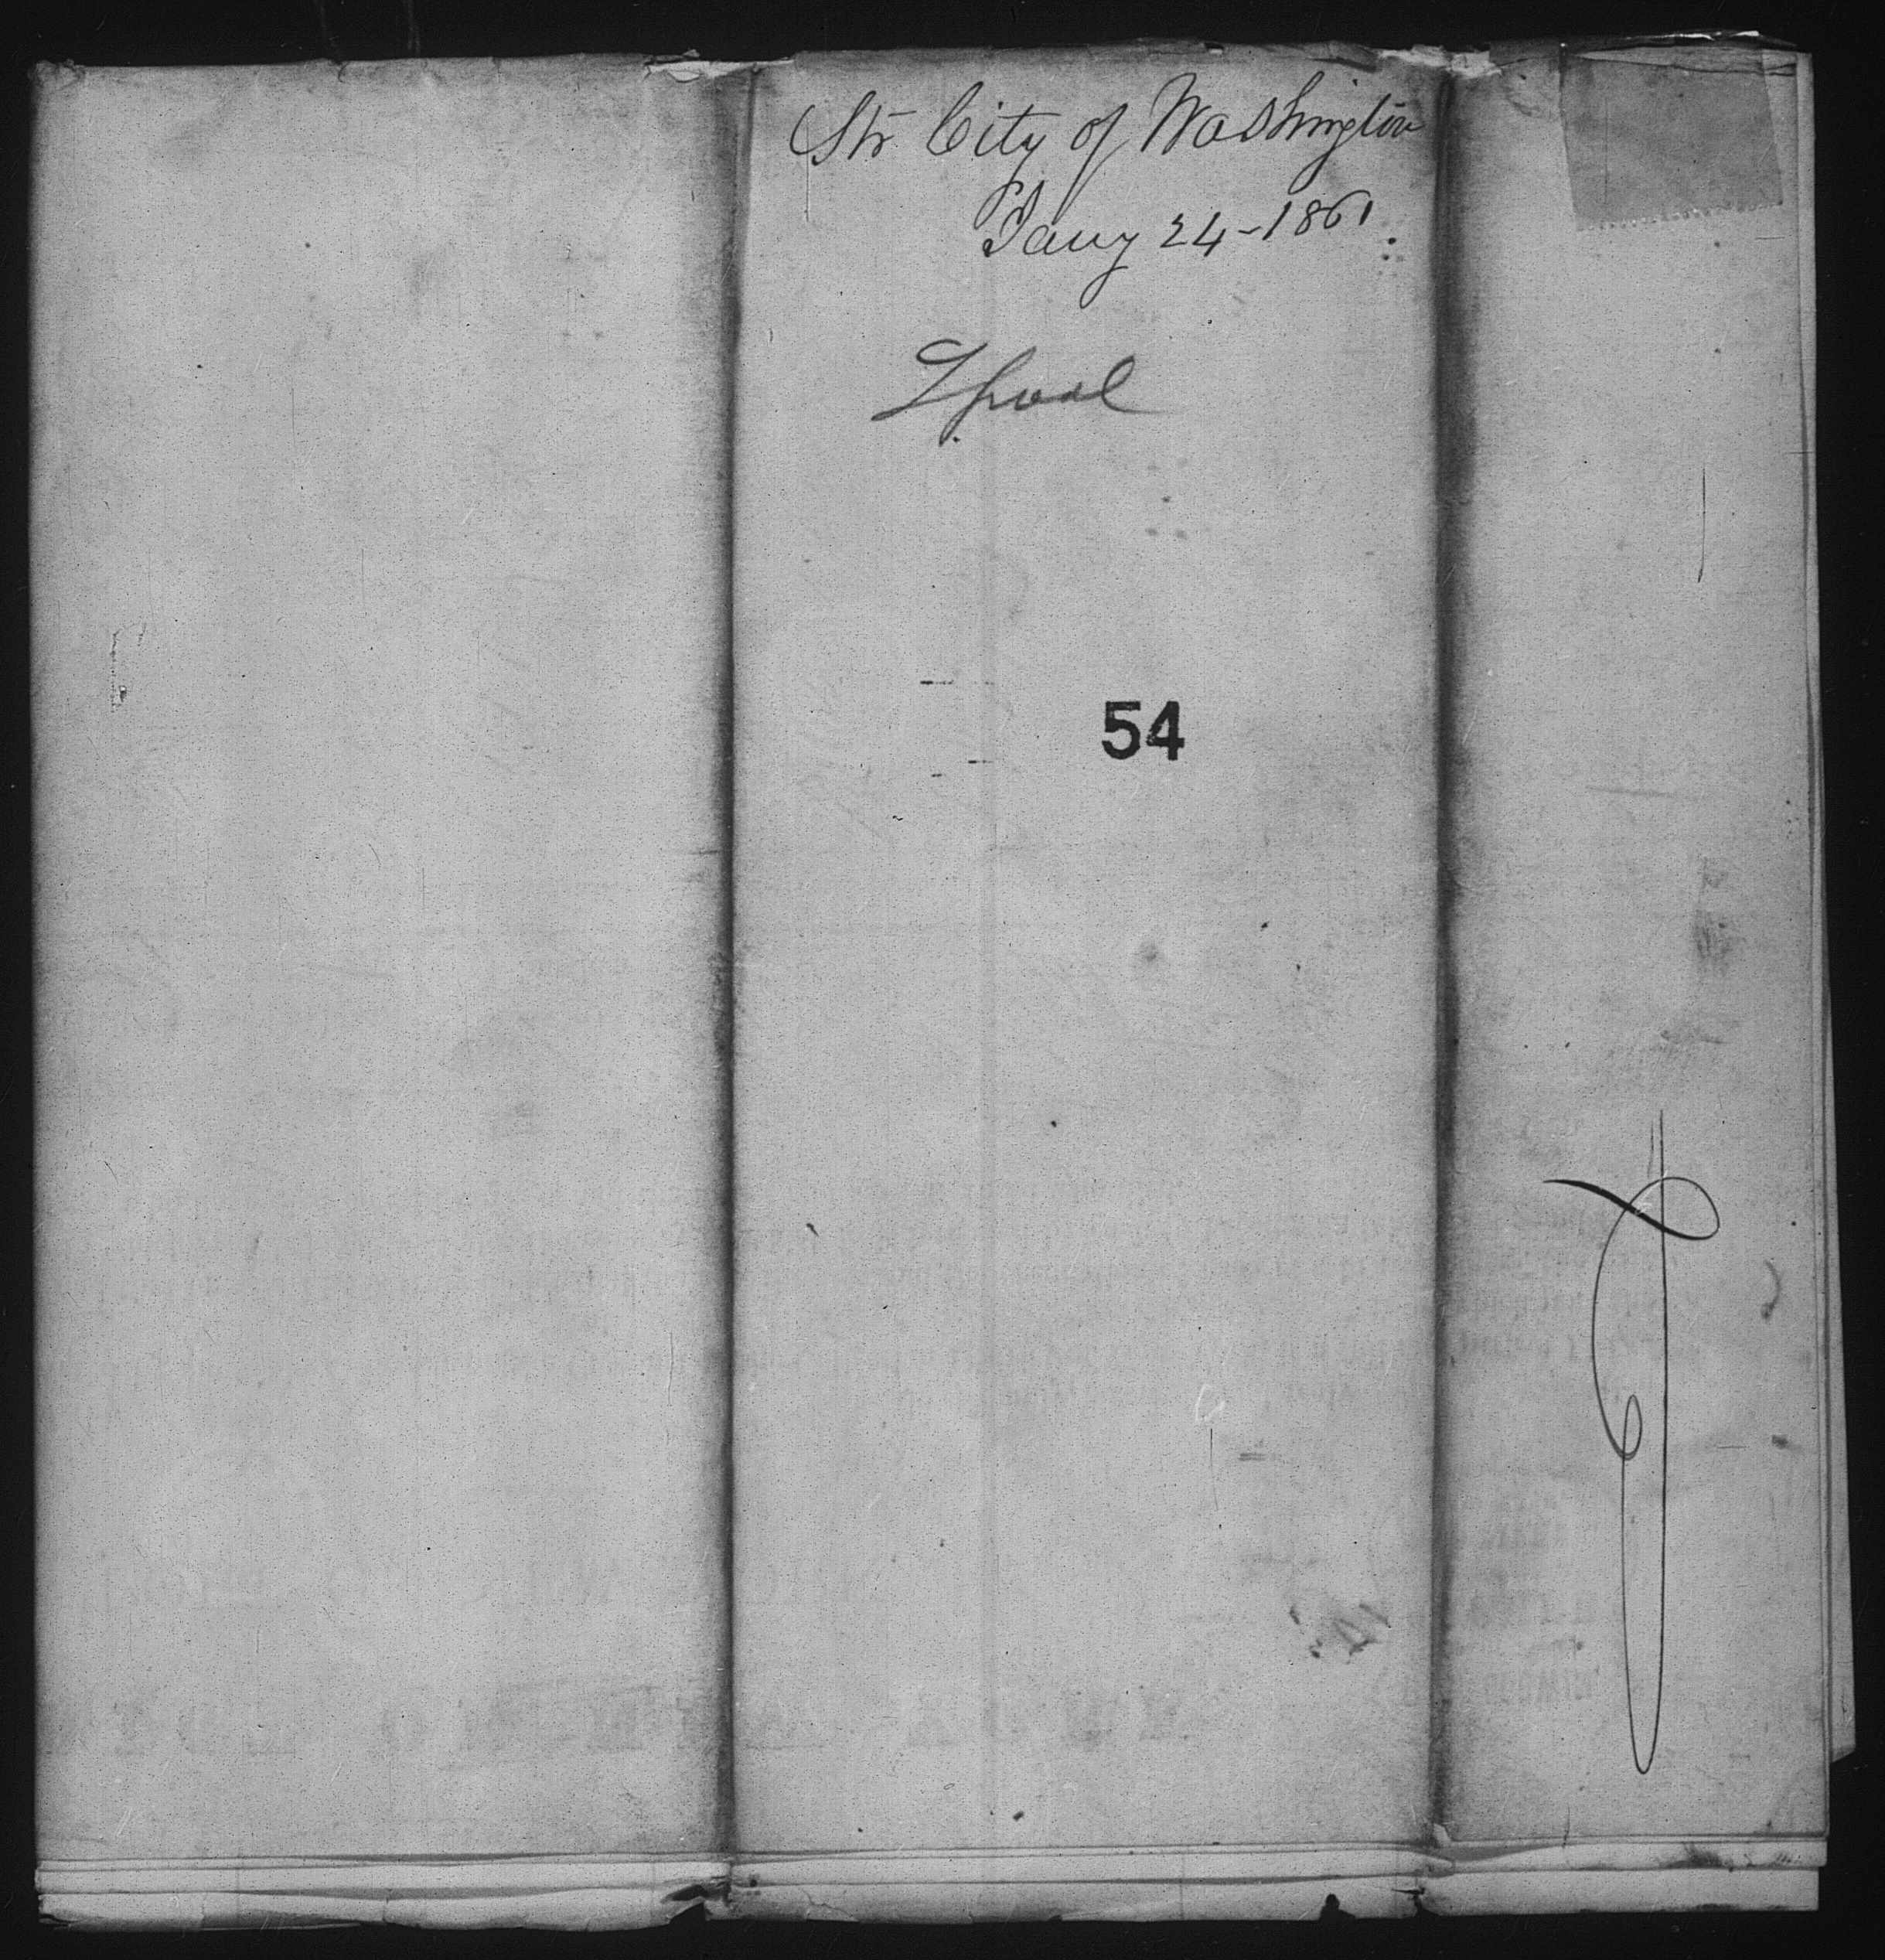 Str City of Washington
Jany 24-1861
Lpool
54